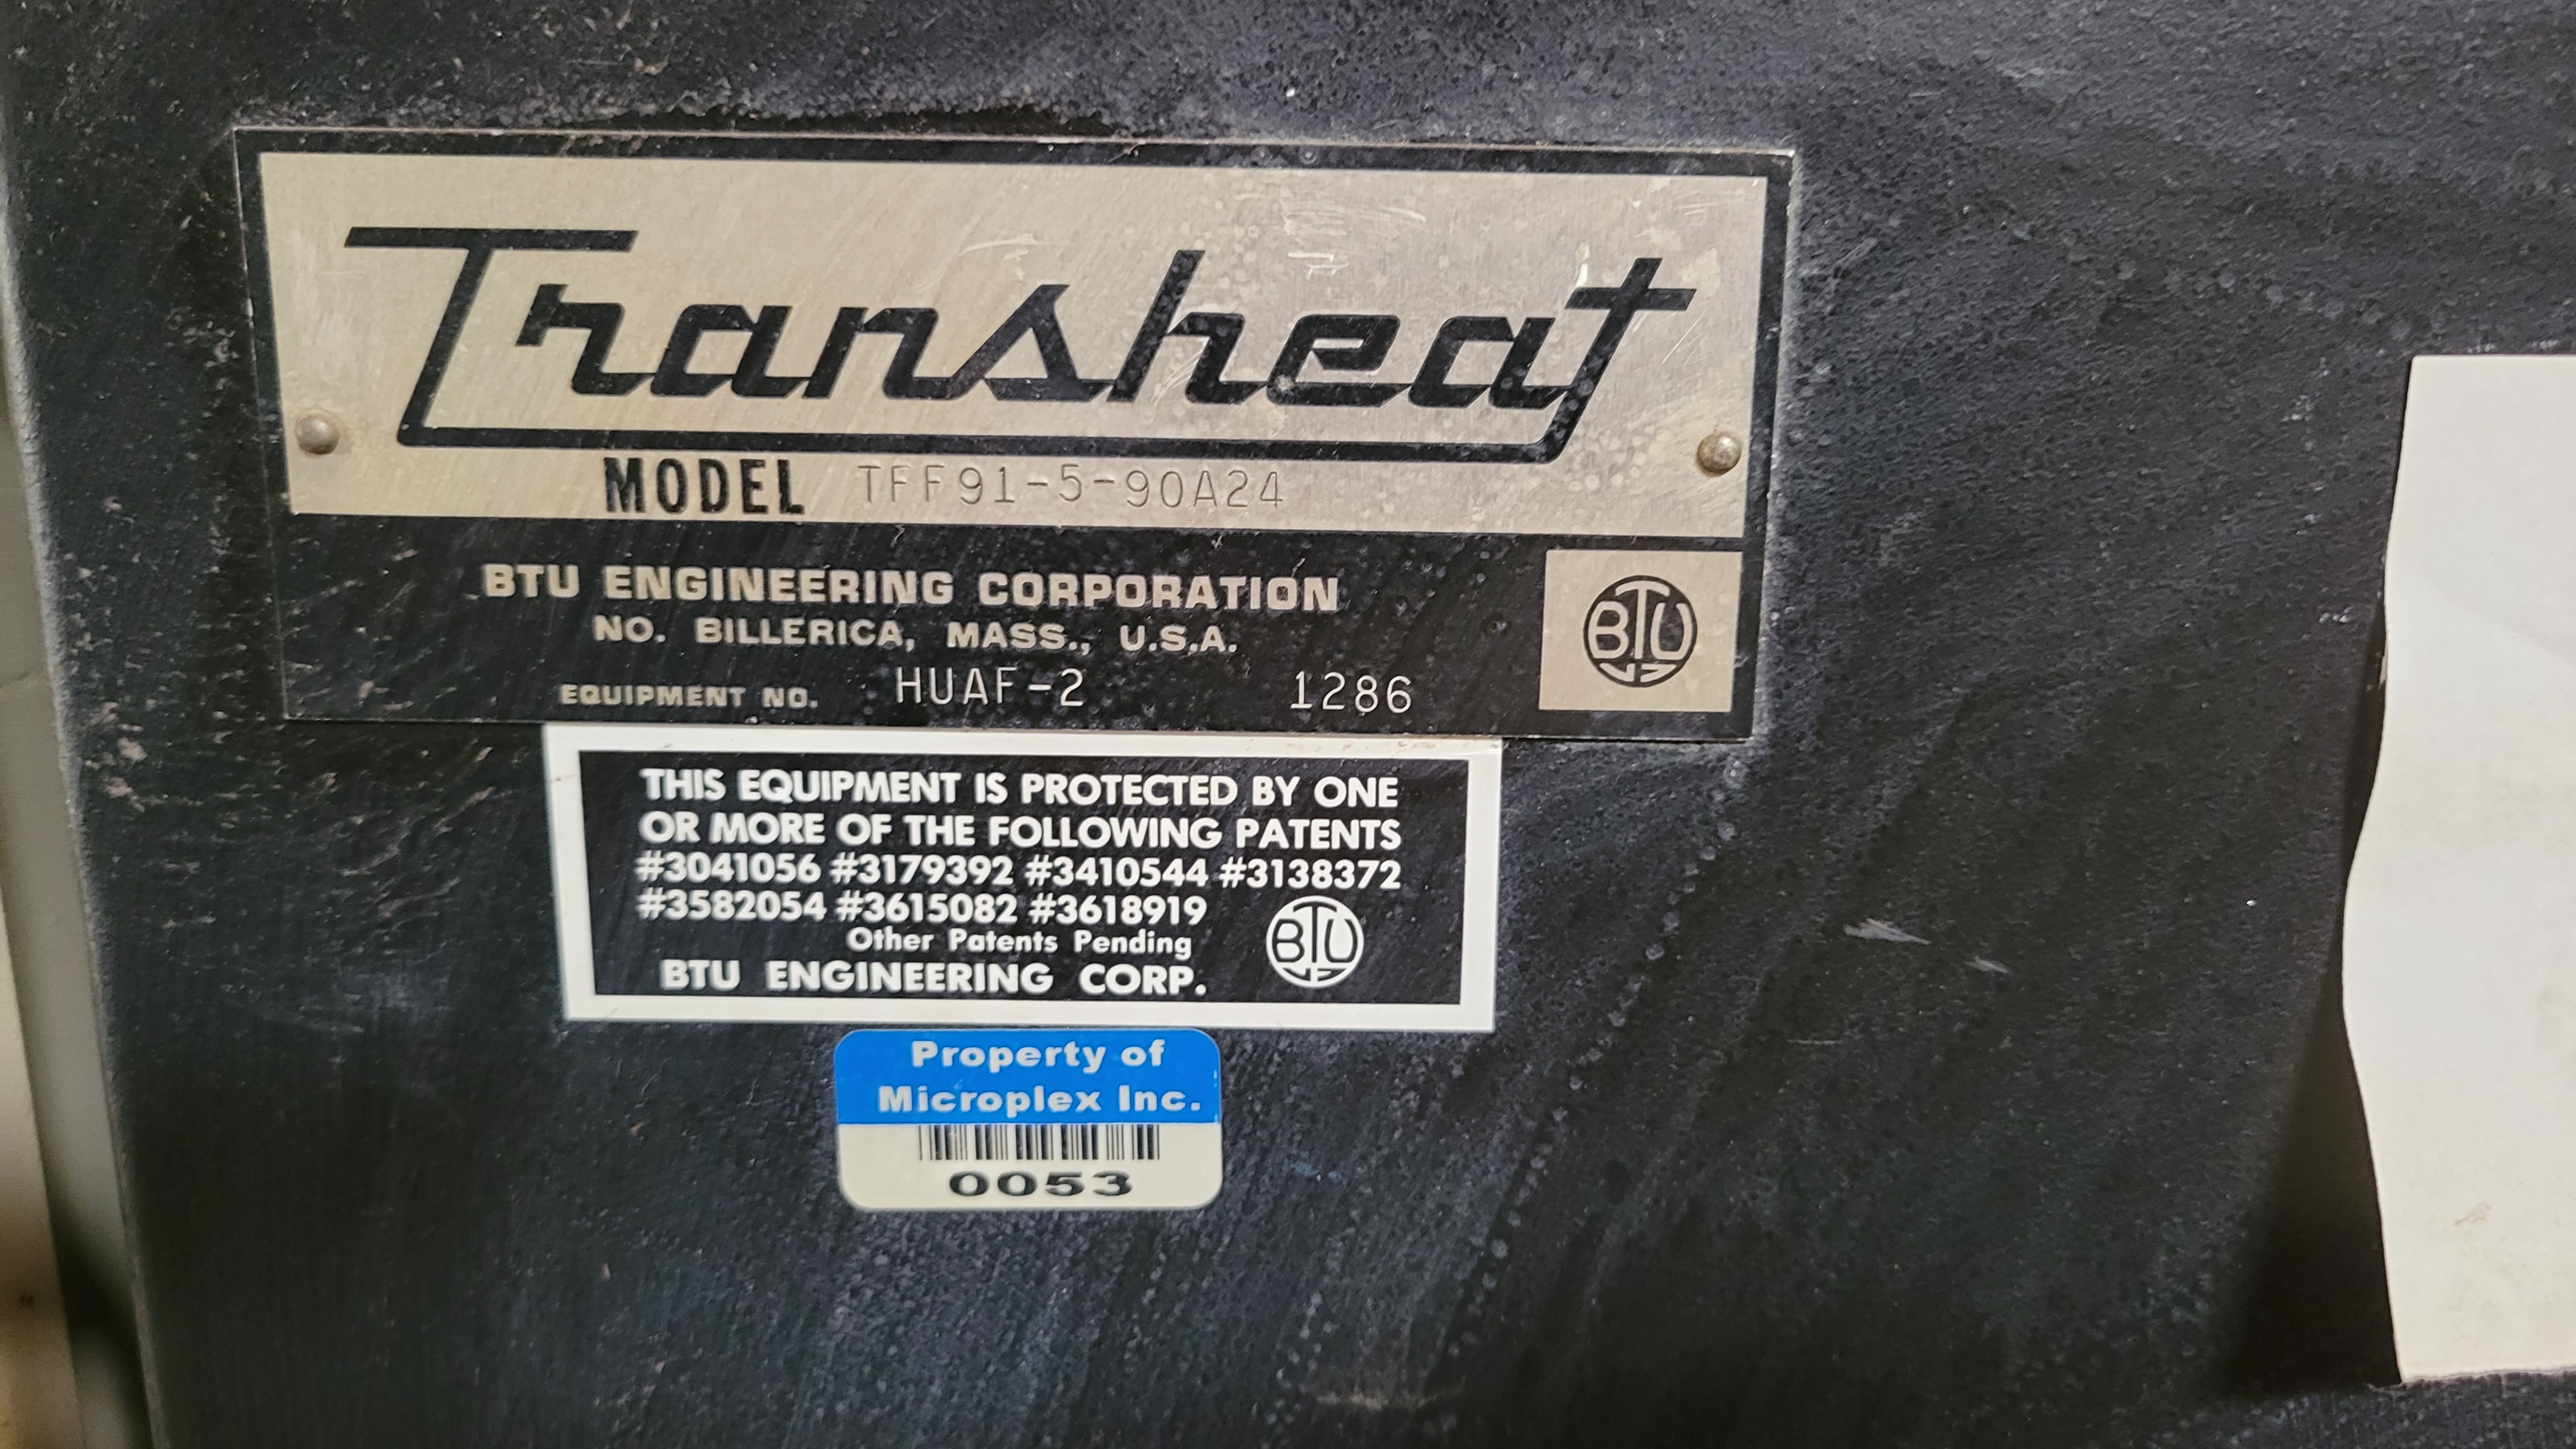 Transheat
MODEL TFF91-5-90A24
BTU ENGINEERING CORPORATION
NO. BILLERICA, MASS., U.S.A.
EQUIPMENT NO. HUAF-2 1286
BTU
THIS EQUIPMENT IS PROTECTED BY ONE
OR MORE OF THE FOLLOWING PATENTS
#3041056 #3179392 #3410544 #3138372
#3582054 #3615082 #3618919
Other Patents Pending
BTU ENGINEERING CORP.
BTU
Property of
Microplex Inc.
0053